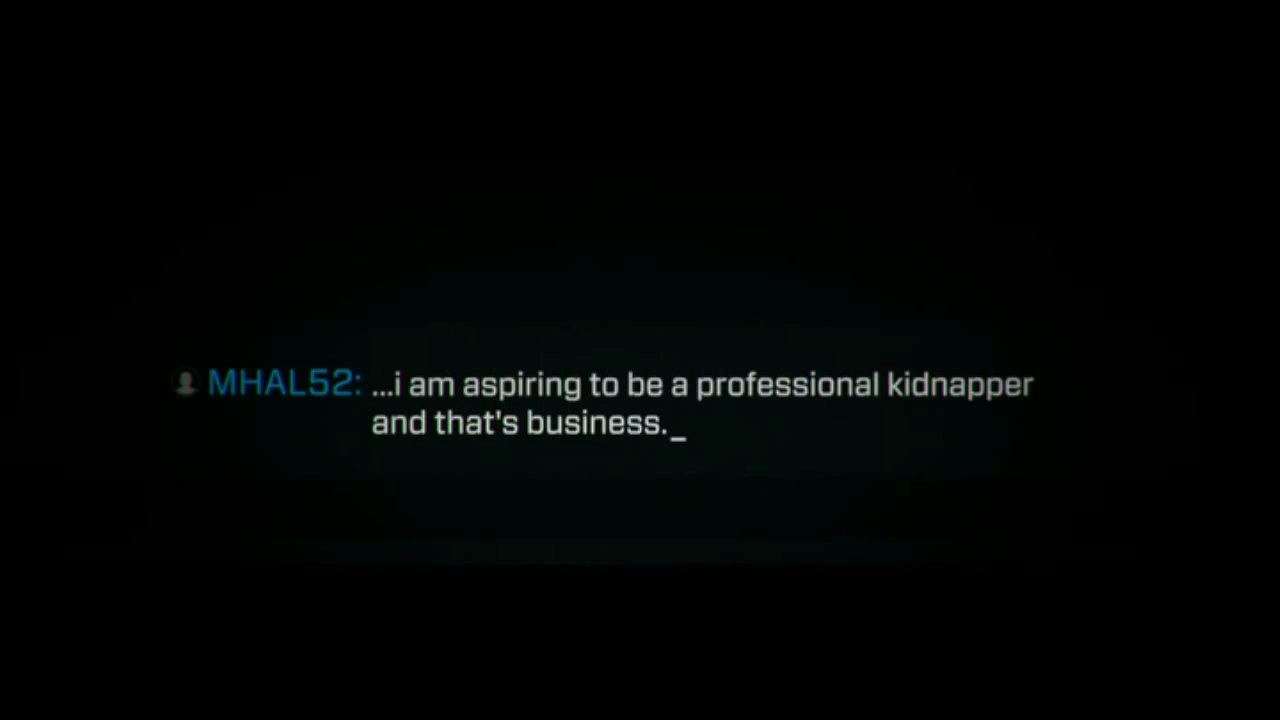 MHAL52: ...i am aspiring to be a professional kidnapper
and that's business._